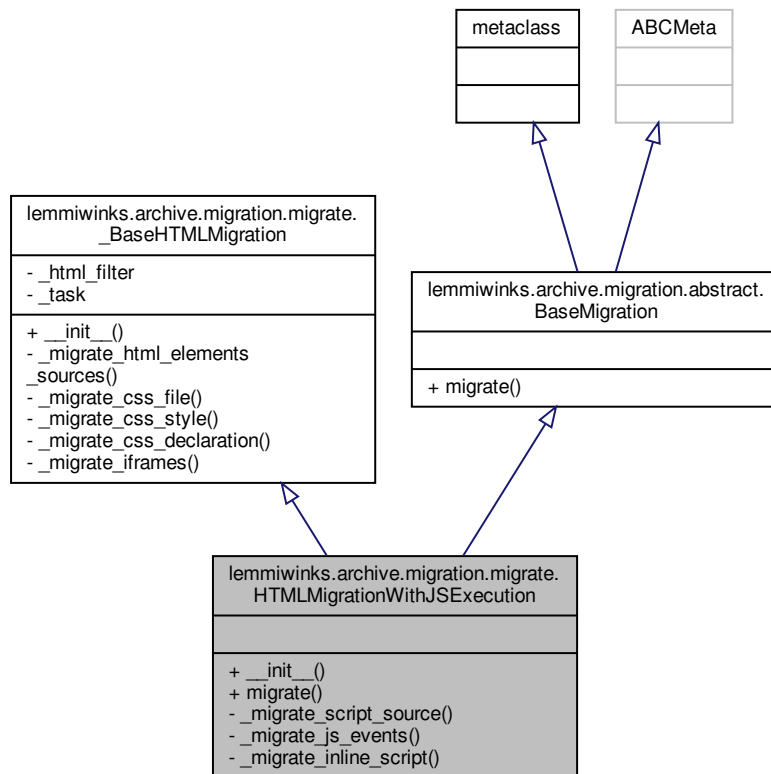 metaclass
ABCMeta
lemmiwinks.archive.migration.migrate.
_BaseHTMLMigration
- _html_filter
- _task
+ __init__()
- _migrate_html_elements
_sources()
- _migrate_css_file()
- _migrate_css_style()
- _migrate_css_declaration()
- _migrate_iframes()
lemmiwinks.archive.migration.abstract.
BaseMigration
+ migrate()
lemmiwinks.archive.migration.migrate.
HTMLMigrationWithJSExecution
+ __init__()
+ migrate()
- _migrate_script_source()
- _migrate_js_events()
- _migrate_inline_script()